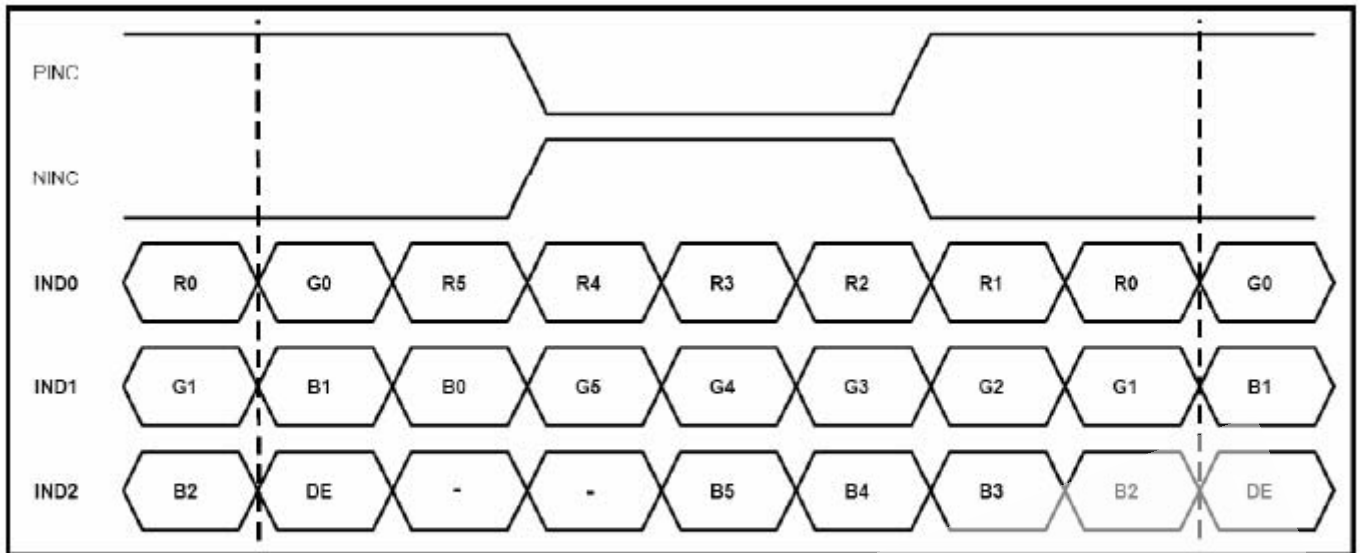 PINC
NINC
IND0 R0 G0 R5 R4 R3 R2 R1 R0 G0
IND1 G1 B1 B0 G5 G4 G3 G2 G1 B1
IND2 B2 DE - - B5 B4 B3 B2 DE